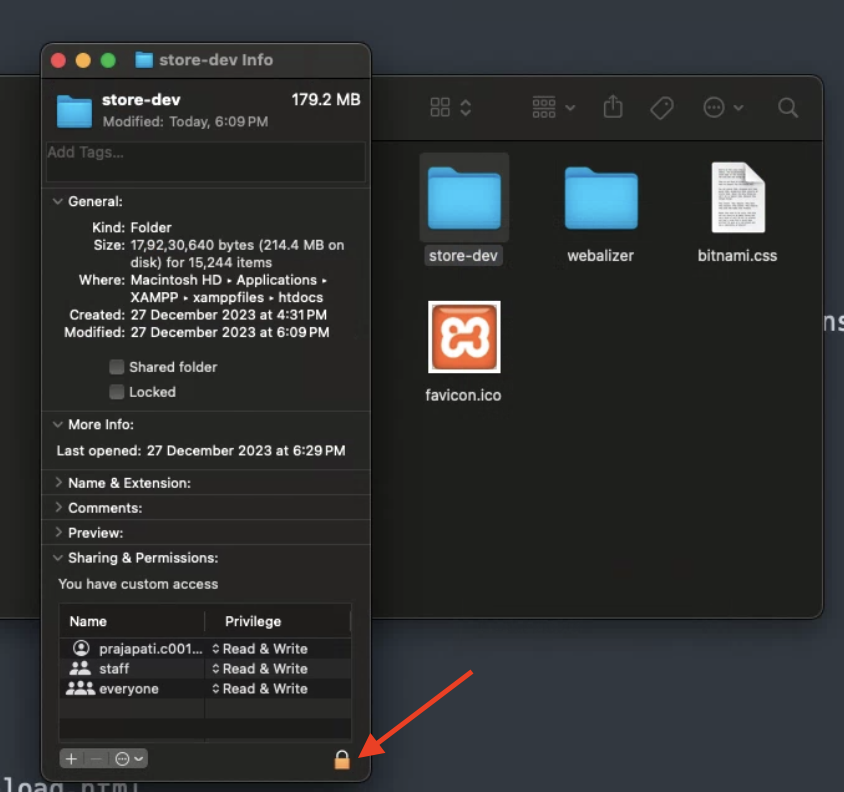 store-dev Info
store-dev 179.2 MB
Modified: Today, 6:09 PM
Add Tags...
General:
Kind: Folder
Size: 17,92,30,640 bytes (214.4 MB on
disk) for 15,244 items
Where: Macintosh HD ▸ Applications ▸
XAMPP ▸ xamppfiles ▸ htdocs
Created: 27 December 2023 at 4:31 PM
Modified: 27 December 2023 at 6:09 PM
Shared folder
Locked
More Info:
Last opened: 27 December 2023 at 6:29 PM
Name & Extension:
Comments:
Preview:
Sharing & Permissions:
You have custom access
Name Privilege
prajapati.c001... Read & Write
staff Read & Write
everyone Read & Write
store-dev webalizer bitnami.css
favicon.ico